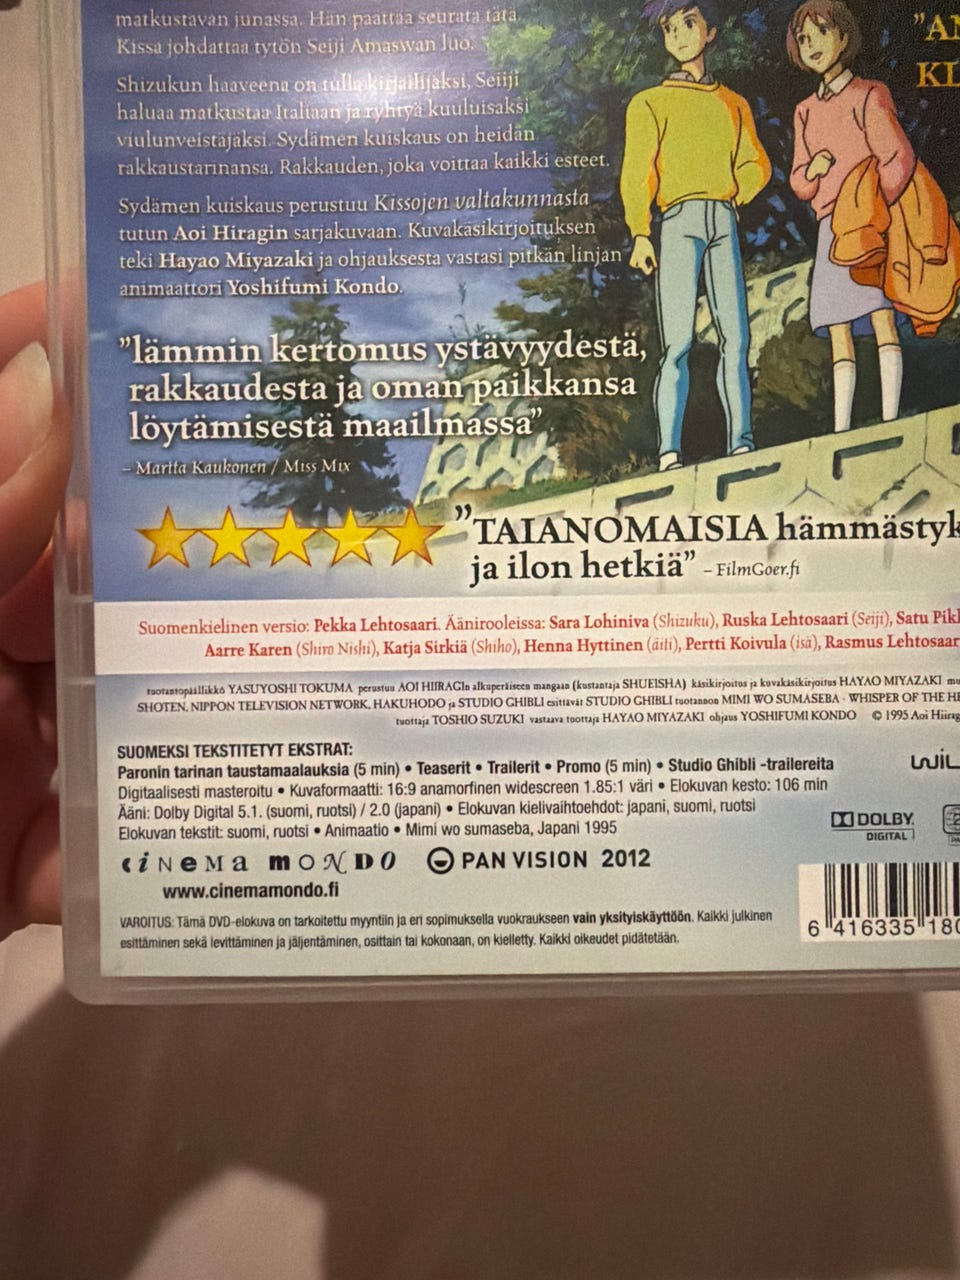 matkustavan junassa. Hän päättää seurata tätä.
Kissa johdattaa tytön Seiji Amaswan luo.
Shizukun haaveena on tulla kirjailijaksi, Seiiji
haluaa matkustaa Italiaan ja ryhtyä kuuluisaksi
viulunveistäjäksi. Sydämen kuiskaus on heidän
rakkaustarinansa. Rakkauden, joka voittaa kaikki esteet.
Sydämen kuiskaus perustuu Kissojen valtakunnasta
tutun Aoi Hiiragin sarjakuvaan. Kuvakäsikirjoituksen
teki Hayao Miyazaki ja ohjauksesta vastasi pitkän linjan
animaattori Yoshifumi Kondo.
"AN
KL
"lämmin kertomus ystävyydestä,
rakkaudesta ja oman paikkansa
löytämisestä maailmassa"
– Martta Kaukonen / Miss Mix
"TAIANOMAISIA hämmästyk
ja ilon hetkiä" – FilmGoer.fi
Suomenkielinen versio: Pekka Lehtosaari. Äänirooleissa: Sara Lohiniva (Shizuku), Ruska Lehtosaari (Seiji), Satu Pikk
Aarre Karen (Shiro Nishi), Katja Sirkiä (Shiho), Henna Hyttinen (äiti), Pertti Koivula (isä), Rasmus Lehtosaari
tuotantopäällikkö YASUYOSHI TOKUMA perustuu AOI HIIRAGIn alkuperäiseen mangaan (kustantaja SHUEISHA) käsikirjoitus ja kuvakäsikirjoitus HAYAO MIYAZAKI mu
SHOTEN, NIPPON TELEVISION NETWORK, HAKUHODO ja STUDIO GHIBLI esittävät STUDIO GHIBLI tuotannon MIMI WO SUMASEBA - WHISPER OF THE HE
tuottaja TOSHIO SUZUKI vastaava tuottaja HAYAO MIYAZAKI ohjaus YOSHIFUMI KONDO © 1995 Aoi Hiirag
SUOMEKSI TEKSTITETYT EKSTRAT:
Paronin tarinan taustamaalauksia (5 min) • Teaserit • Trailerit • Promo (5 min) • Studio Ghibli -trailereita
Digitaalisesti masteroitu • Kuvaformaatti: 16:9 anamorfinen widescreen 1.85:1 väri • Elokuvan kesto: 106 min
Ääni: Dolby Digital 5.1. (suomi, ruotsi) / 2.0 (japani) • Elokuvan kielivaihtoehdot: japani, suomi, ruotsi
Elokuvan tekstit: suomi, ruotsi • Animaatio • Mimi wo sumaseba, Japani 1995
WIL
DOLBY
DIGITAL
CiNEMA MONDO PAN VISION 2012
www.cinemamondo.fi
VAROITUS: Tämä DVD-elokuva on tarkoitettu myyntiin ja eri sopimuksella vuokraukseen vain yksityiskäyttöön. Kaikki julkinen
esittäminen sekä levittäminen ja jäljentäminen, osittain tai kokonaan, on kielletty. Kaikki oikeudet pidätetään.
6 416335 180